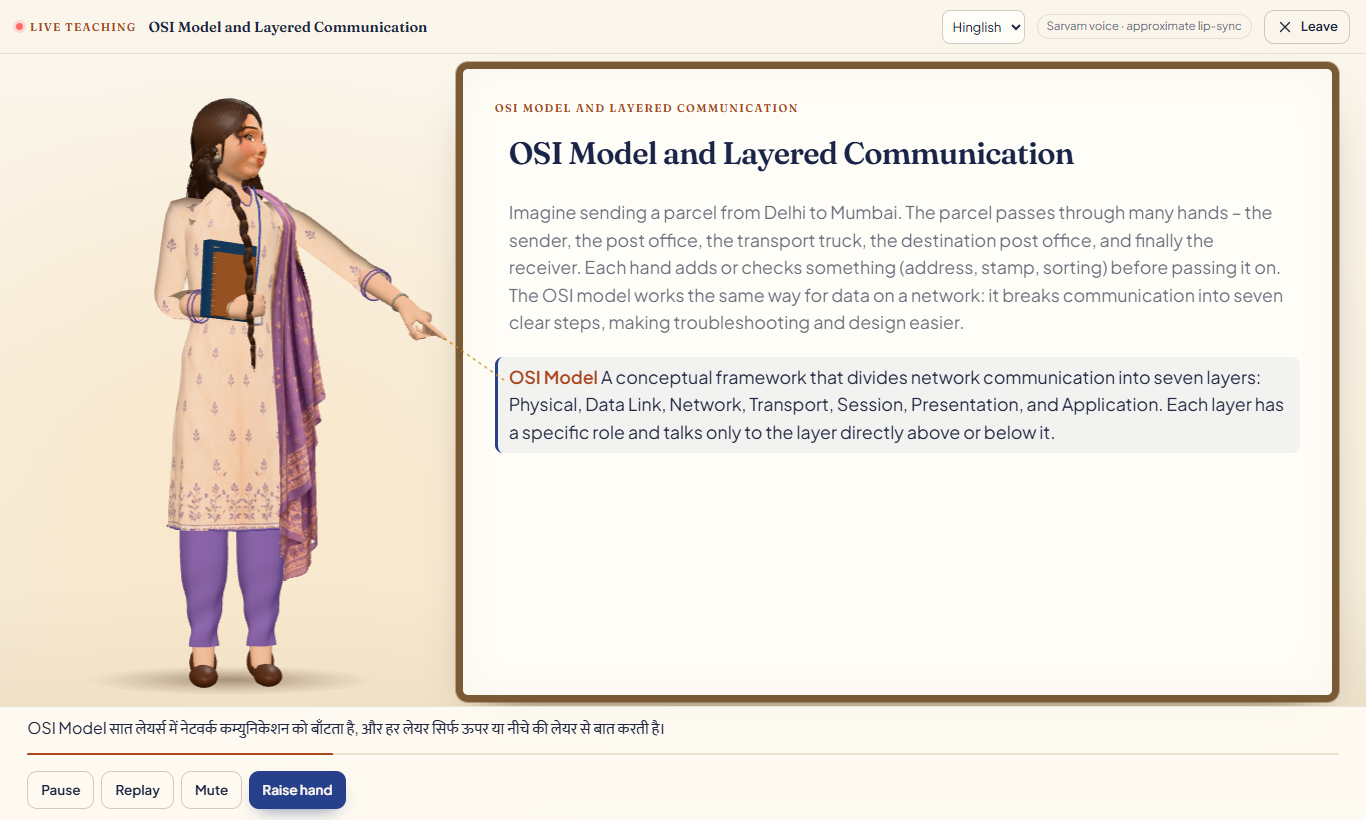 LIVE TEACHING OSI Model and Layered Communication Hinglish Sarvam voice · approximate lip-sync Leave
OSI MODEL AND LAYERED COMMUNICATION
OSI Model and Layered Communication
Imagine sending a parcel from Delhi to Mumbai. The parcel passes through many hands – the
sender, the post office, the transport truck, the destination post office, and finally the
receiver. Each hand adds or checks something (address, stamp, sorting) before passing it on.
The OSI model works the same way for data on a network: it breaks communication into seven
clear steps, making troubleshooting and design easier.
OSI Model A conceptual framework that divides network communication into seven layers:
Physical, Data Link, Network, Transport, Session, Presentation, and Application. Each layer has
a specific role and talks only to the layer directly above or below it.
OSI Model सात लेयर्स में नेटवर्क कम्युनिकेशन को बाँटता है, और हर लेयर सिर्फ ऊपर या नीचे की लेयर से बात करती है।
Pause Replay Mute Raise hand